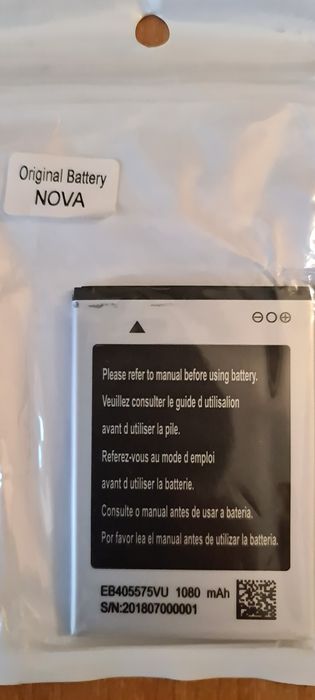 Original Battery
NOVA
Please refer to manual before using battery.
Veuillez consulter le guide d utilisalion
avant d utiliser la pile.
Referez-vous au mode d emploi
avant d utiliser la batterie.
Consulte o manual antes de usar a bateria.
Por favor lea el manual antes de utilizar la batería.
EB405575VU 1080 mAh
S/N:201807000001